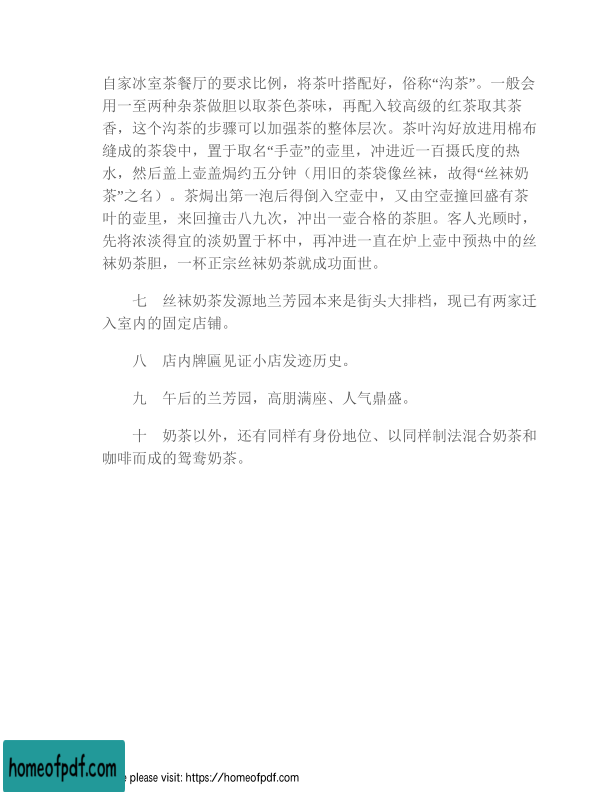 自家冰室茶餐厅的要求比例，将茶叶搭配好，俗称“沟茶”。一般会
用一至两种杂茶做胆以取茶色茶味，再配入较高级的红茶取其茶
香，这个沟茶的步骤可以加强茶的整体层次。茶叶沟好放进用棉布
缝成的茶袋中，置于取名“手壶”的壶里，冲进近一百摄氏度的热
水，然后盖上壶盖焗约五分钟（用旧的茶袋像丝袜，故得“丝袜奶
茶”之名）。茶焗出第一泡后得倒入空壶中，又由空壶撞回盛有茶
叶的壶里，来回撞击八九次，冲出一壶合格的茶胆。客人光顾时，
先将浓淡得宜的淡奶置于杯中，再冲进一直在炉上壶中预热中的丝
袜奶茶胆，一杯正宗丝袜奶茶就成功面世。
七　丝袜奶茶发源地兰芳园本来是街头大排档，现已有两家迁
入室内的固定店铺。
八　店内牌匾见证小店发迹历史。
九　午后的兰芳园，高朋满座、人气鼎盛。
十　奶茶以外，还有同样有身份地位、以同样制法混合奶茶和
咖啡而成的鸳鸯奶茶。
homeofpdf.com
please visit: https://homeofpdf.com